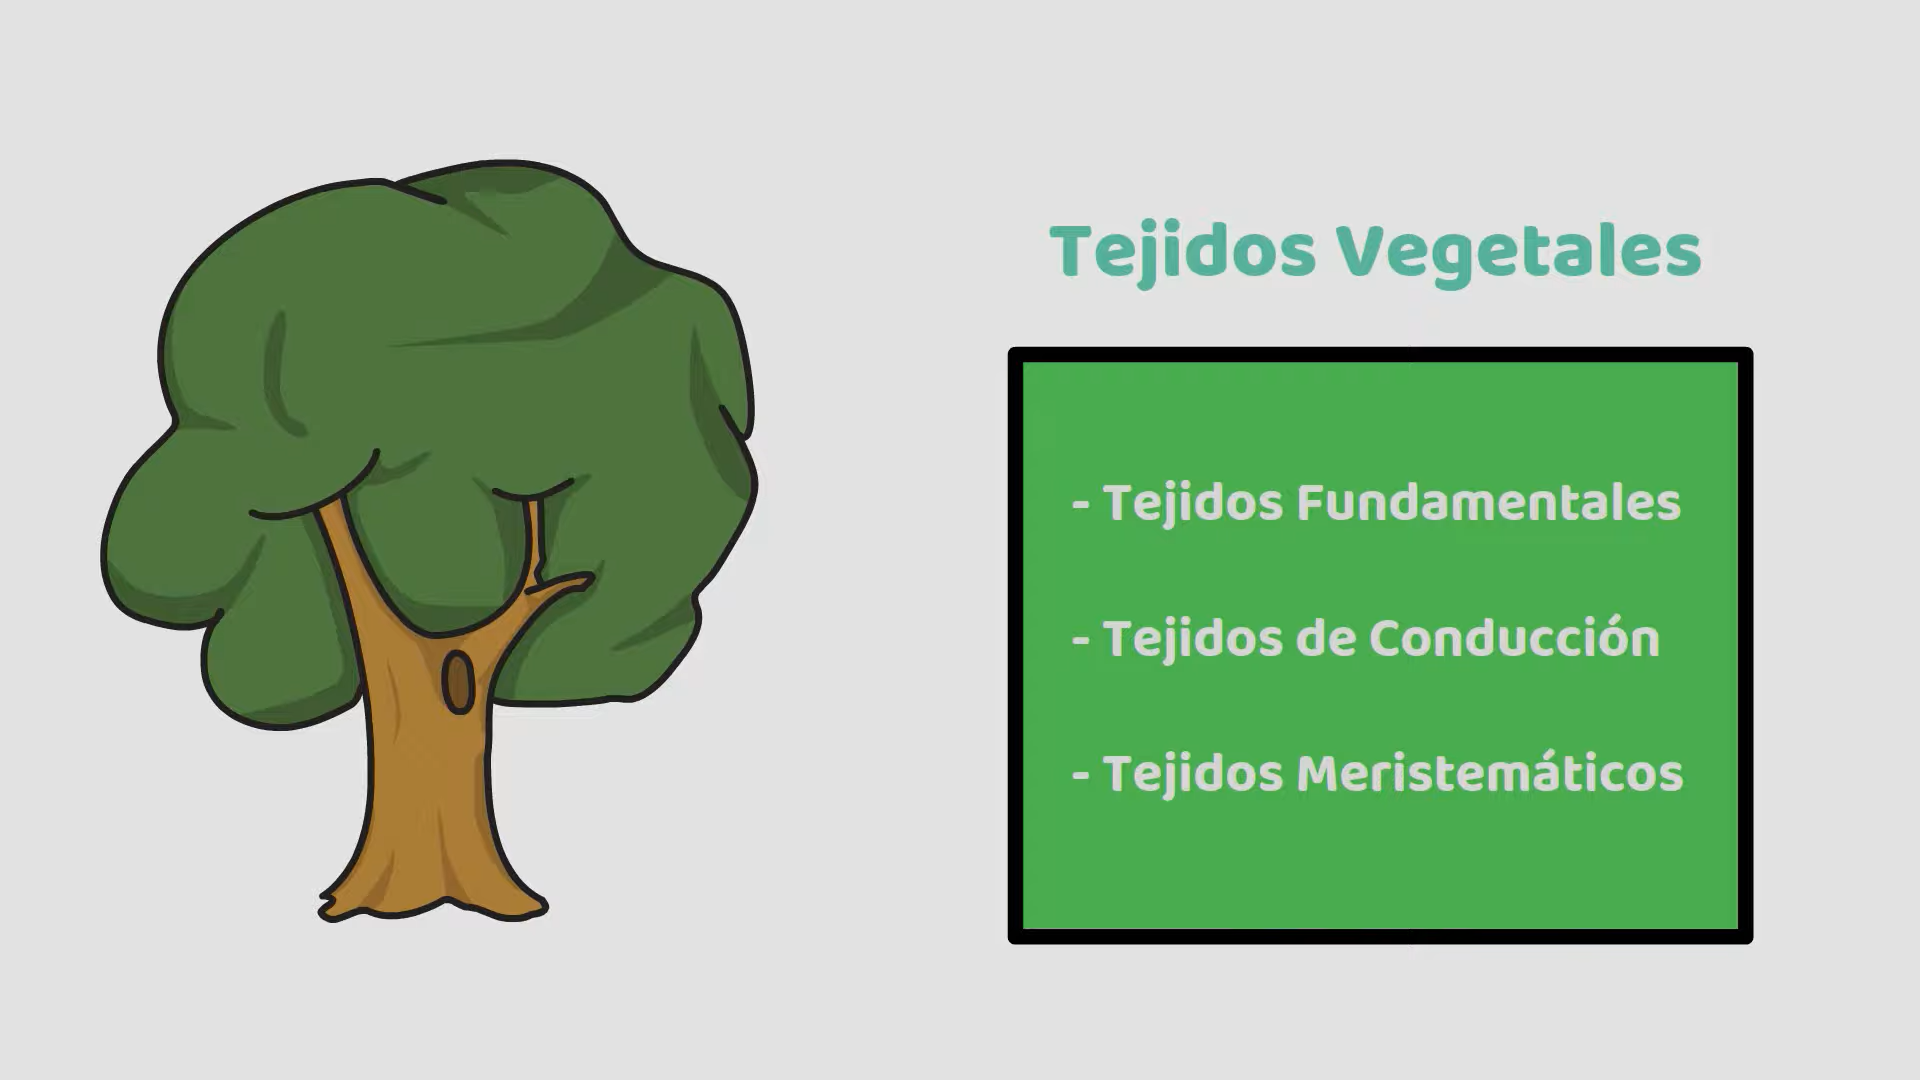 Tejidos Vegetales
- Tejidos Fundamentales
- Tejidos de Conducción
- Tejidos Meristemáticos